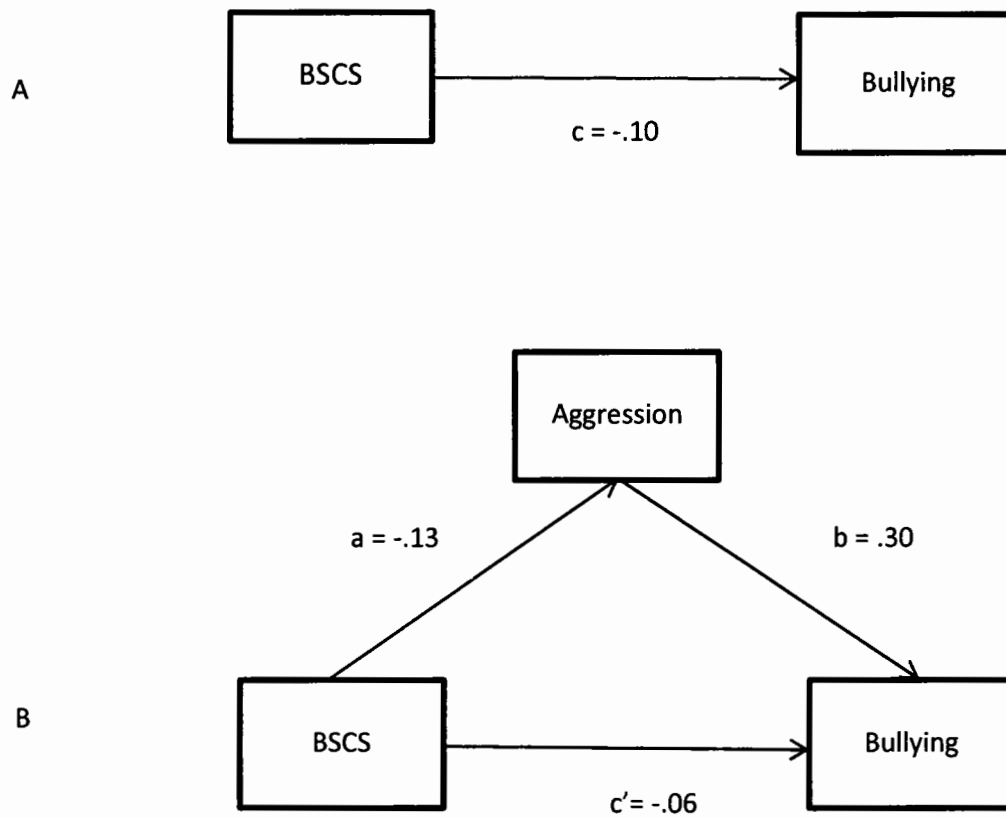 A
BSCS
Bullying
c = -.10
Aggression
a = -.13
b = .30
B
BSCS
Bullying
c’= -.06